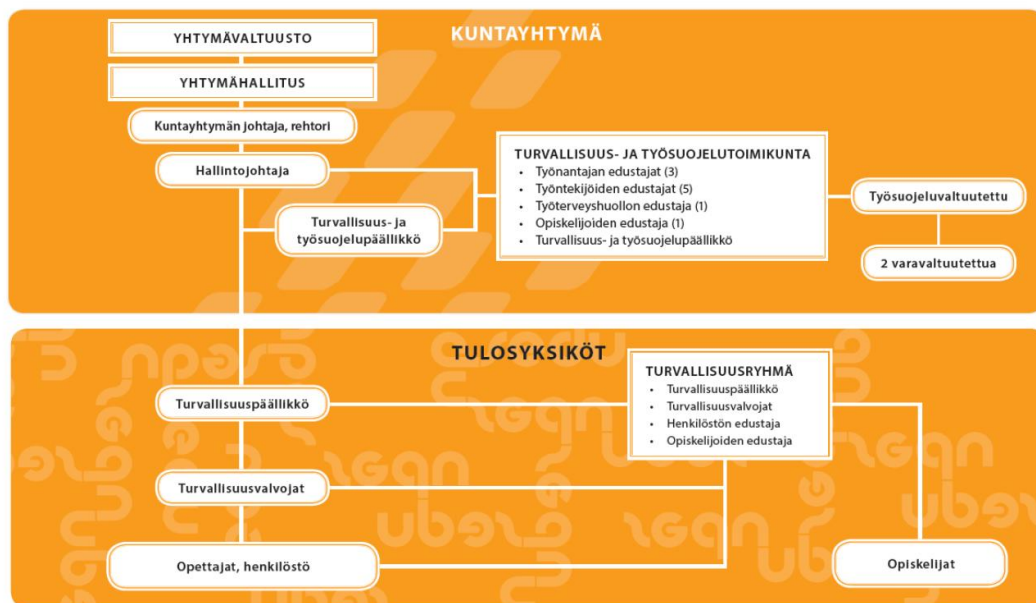 KUNTAYHTYMÄ
YHTYMÄVALTUUSTO
YHTYMÄHALLITUS
Kuntayhtymän johtaja, rehtori
Hallintojohtaja
Turvallisuus- ja
työsuojelupäällikkö
TURVALLISUUS- JA TYÖSUOJELUTOIMIKUNTA
• Työnantajan edustajat (3)
• Työntekijöiden edustajat (5)
• Työterveyshuollon edustaja (1)
• Opiskelijoiden edustaja (1)
• Turvallisuus- ja työsuojelupäällikkö
Työsuojeluvaltuutettu
2 varavaltuutettua
TULOSYKSIKÖT
Turvallisuuspäällikkö
TURVALLISUUSRYHMÄ
• Turvallisuuspäällikkö
• Turvallisuusvalvojat
• Henkilöstön edustaja
• Opiskelijoiden edustaja
Turvallisuusvalvojat
Opettajat, henkilöstö
Opiskelijat